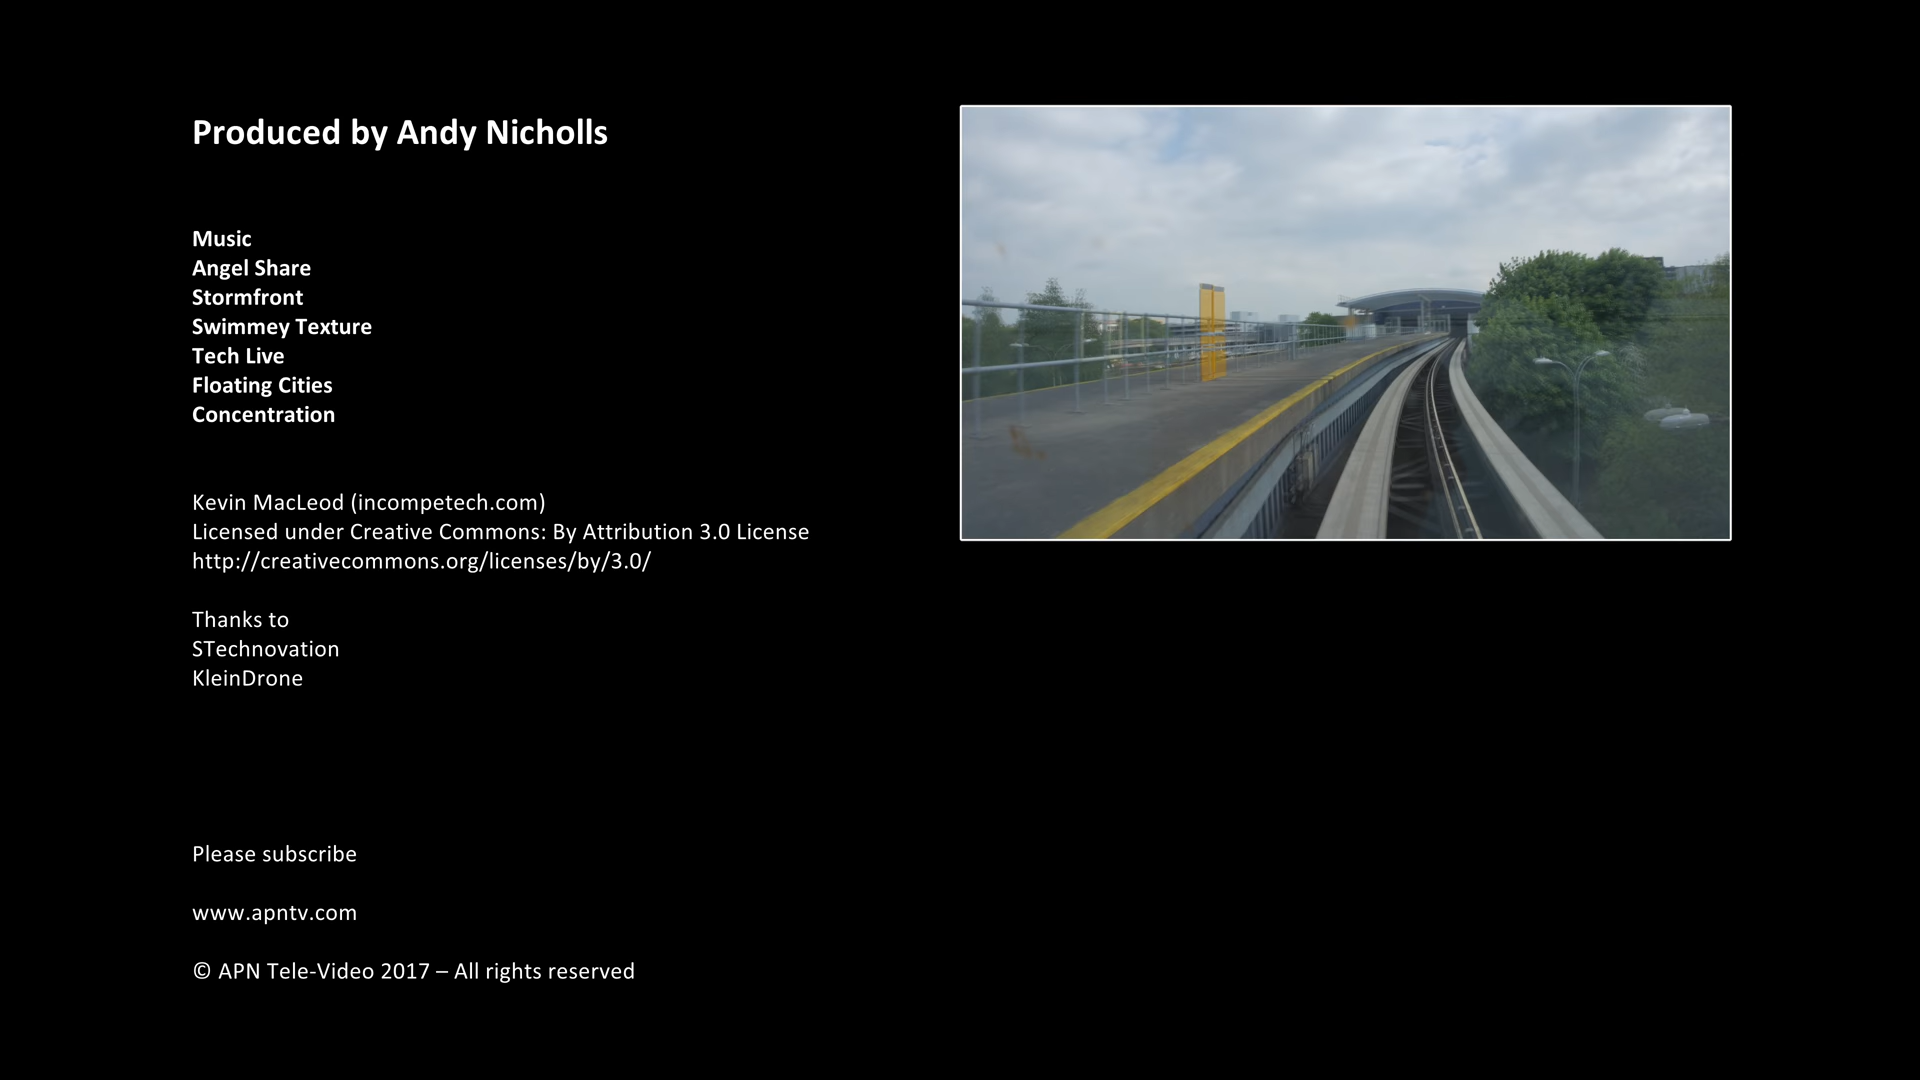 Produced by Andy Nicholls
Music
Angel Share
Stormfront
Swimmey Texture
Tech Live
Floating Cities
Concentration
Kevin MacLeod (incompetech.com)
Licensed under Creative Commons: By Attribution 3.0 License
http://creativecommons.org/licenses/by/3.0/
Thanks to
STechnovation
KleinDrone
Please subscribe
www.apntv.com
© APN Tele-Video 2017 – All rights reserved